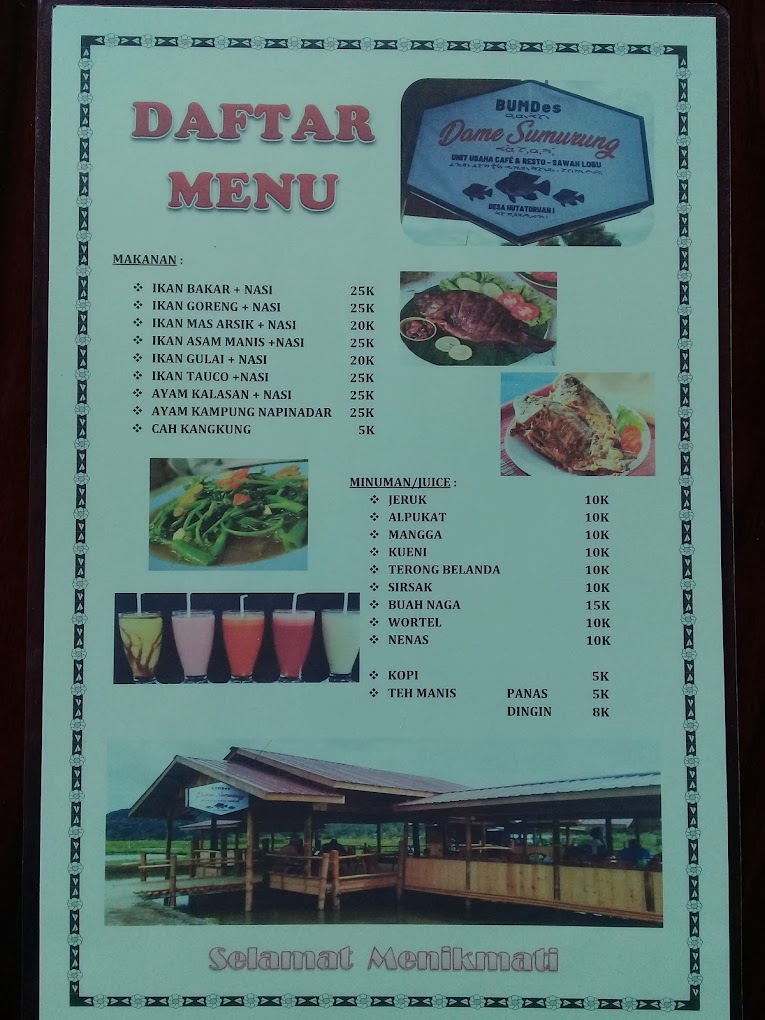 DAFTAR
MENU
BUMDes
Dame Sumurung
UNIT USAHA CAFÉ & RESTO - SAWAH LOBU
DESA HUTATORUAN I
MAKANAN :
❖ IKAN BAKAR + NASI 25K
❖ IKAN GORENG + NASI 25K
❖ IKAN MAS ARSIK + NASI 20K
❖ IKAN ASAM MANIS +NASI 25K
❖ IKAN GULAI + NASI 20K
❖ IKAN TAUCO +NASI 25K
❖ AYAM KALASAN + NASI 25K
❖ AYAM KAMPUNG NAPINADAR 25K
❖ CAH KANGKUNG 5K
MINUMAN/JUICE :
❖ JERUK 10K
❖ ALPUKAT 10K
❖ MANGGA 10K
❖ KUENI 10K
❖ TERONG BELANDA 10K
❖ SIRSAK 10K
❖ BUAH NAGA 15K
❖ WORTEL 10K
❖ NENAS 10K
❖ KOPI 5K
❖ TEH MANIS PANAS 5K
DINGIN 8K
Dame Sumurung
Selamat Menikmati